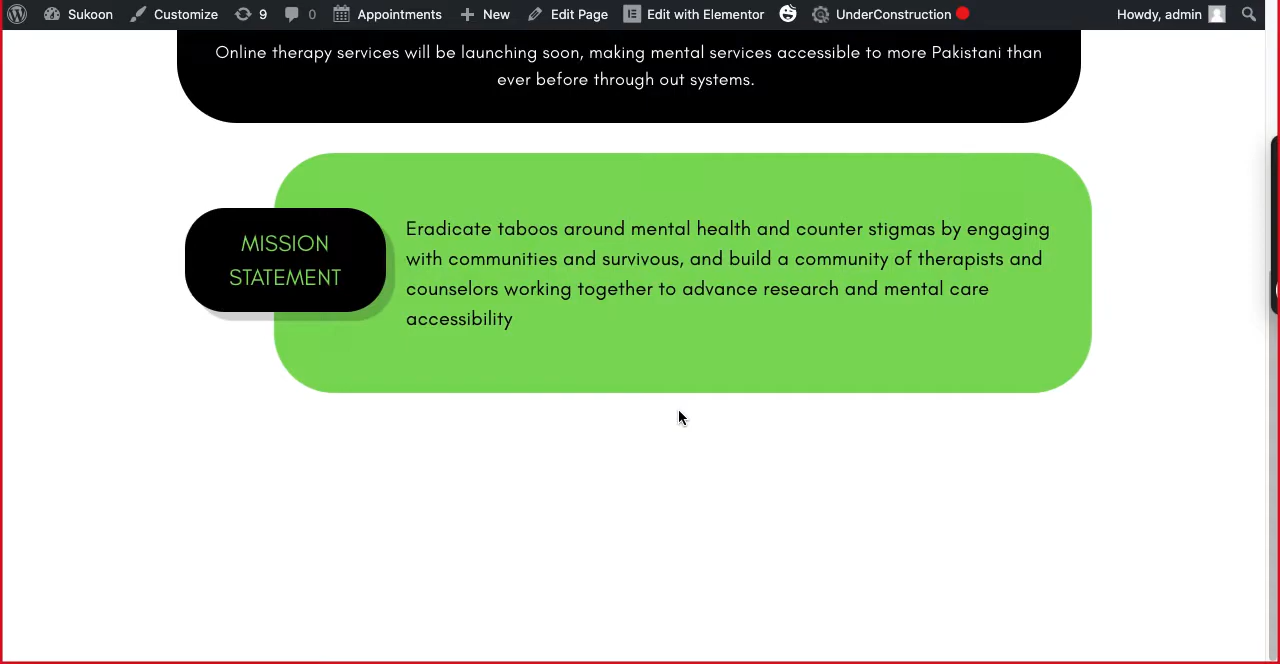 Sukoon Customize 9 0 Appointments New Edit Page Edit with Elementor UnderConstruction Howdy, admin
Online therapy services will be launching soon, making mental services accessible to more Pakistani than
ever before through out systems.
MISSION
STATEMENT
Eradicate taboos around mental health and counter stigmas by engaging
with communities and survivous, and build a community of therapists and
counselors working together to advance research and mental care
accessibility